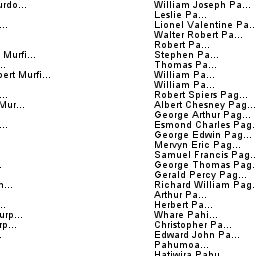 urdo...
William Joseph Pa...
Leslie Pa...
...
Lionel Valentine Pa..
Walter Robert Pa...
Robert Pa...
Murfi...
Stephen Pa...
..
Thomas Pa...
bert Murfi...
William Pa...
William Pa...
...
Robert Spiers Pag...
Mur...
Albert Chesney Pag...
George Arthur Pag...
...
Esmond Charles Pag.
George Edwin Pag...
Mervyn Eric Pag...
Samuel Francis Pag..
.
George Thomas Pag.
Gerald Percy Pag...
n...
Richard William Pag.
Arthur Pa...
..
Herbert Pa...
urp...
Whare Pahi...
rp...
Christopher Pa...
.
Edward John Pa...
Pahumoa...
Hatiwira Pahu